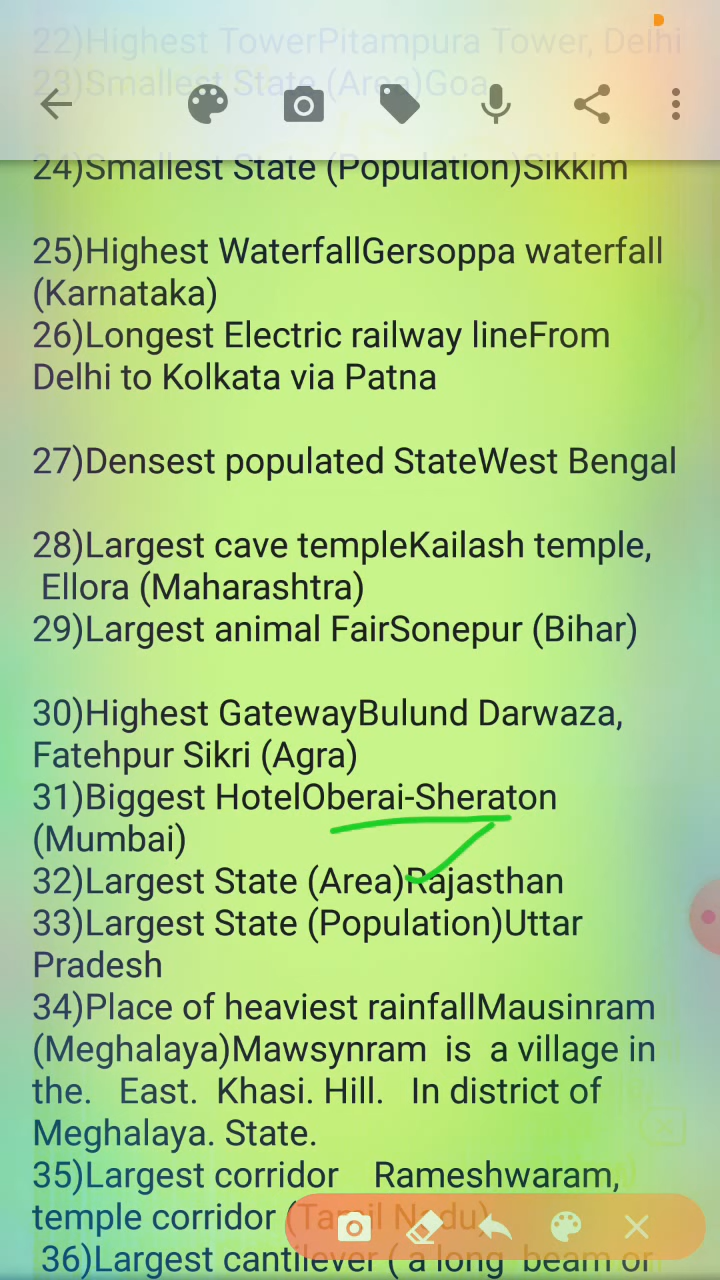 22)Highest TowerPitampura Tower, Delhi
23)Smallest State (Area)Goa
24)Smallest State (Population)Sikkim
25)Highest WaterfallGersoppa waterfall
(Karnataka)
26)Longest Electric railway lineFrom
Delhi to Kolkata via Patna
27)Densest populated StateWest Bengal
28)Largest cave templeKailash temple,
Ellora (Maharashtra)
29)Largest animal FairSonepur (Bihar)
30)Highest GatewayBulund Darwaza,
Fatehpur Sikri (Agra)
31)Biggest HotelOberai-Sheraton
(Mumbai)
32)Largest State (Area)Rajasthan
33)Largest State (Population)Uttar
Pradesh
34)Place of heaviest rainfallMausinram
(Meghalaya)Mawsynram is a village in
the. East. Khasi. Hill. In district of
Meghalaya. State.
35)Largest corridor Rameshwaram,
temple corridor (Tamil Nadu)
36)Largest cantilever ( a long beam or